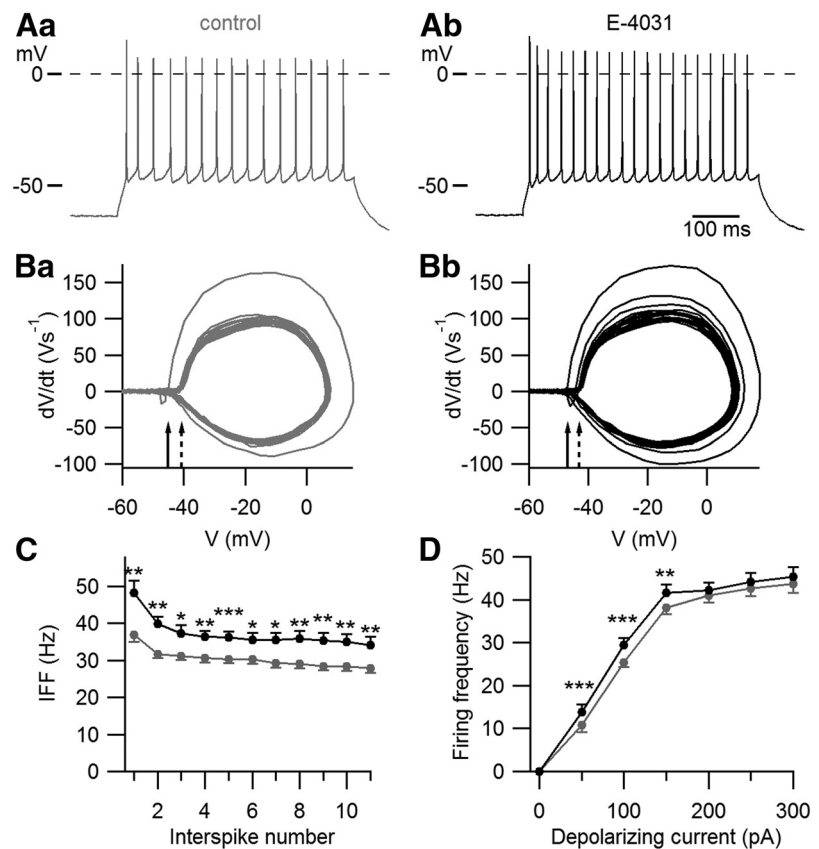 Aa control Ab E-4031
mV mV
0 0
-50 -50
100 ms
Ba Bb
dV/dt (Vs⁻¹) dV/dt (Vs⁻¹)
150 150
100 100
50 50
0 0
-50 -50
-100 -100
-60 -40 -20 0 -60 -40 -20 0
V (mV) V (mV)
C D
IFF (Hz)
50
40
30
20
10
0
** ** * ** *** * * ** ** ** **
2 4 6 8 10
Interspike number
Firing frequency (Hz)
50
40
30
20
10
0
*** *** **
0 100 200 300
Depolarizing current (pA)